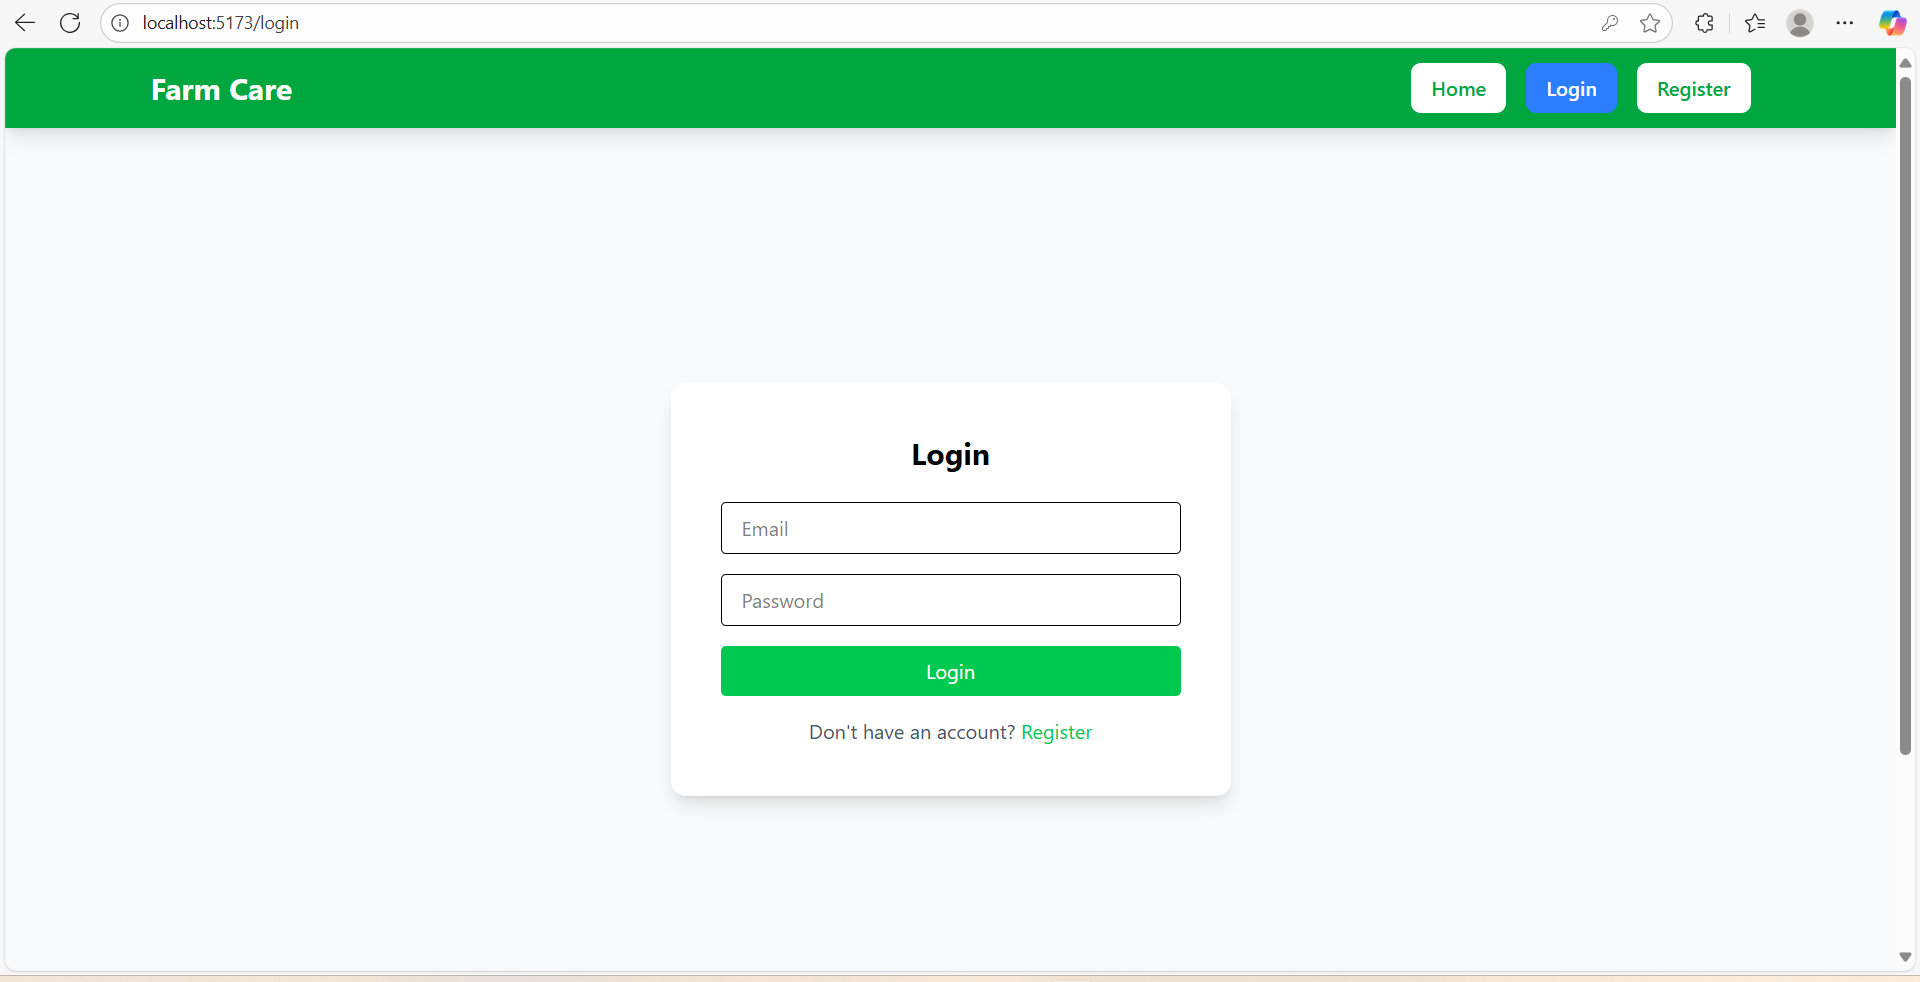 localhost:5173/login
Farm Care
Home
Login
Register
Login
Email
Password
Login
Don't have an account? Register